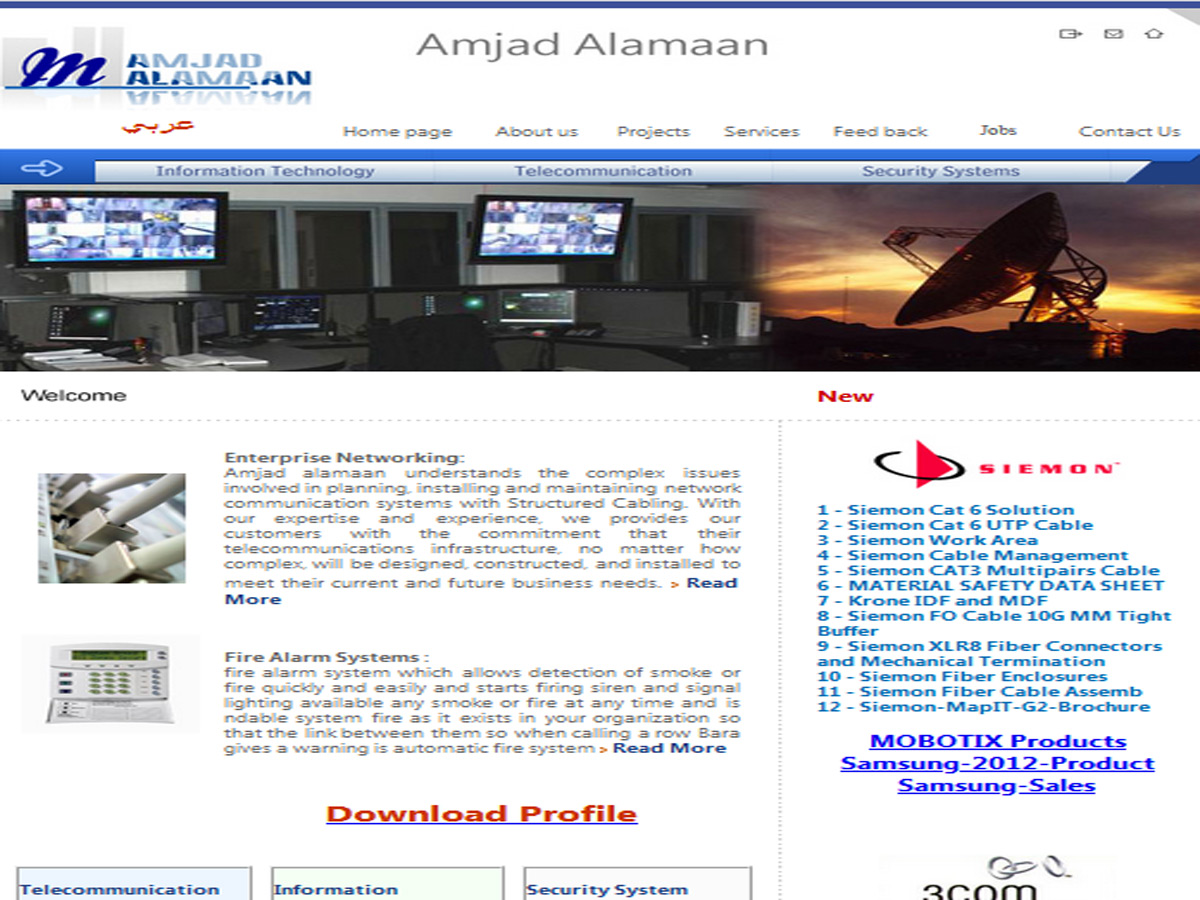 AMJAD
ALAMAAN
Amjad Alamaan
عربي
Home page
About us
Projects
Services
Feed back
Jobs
Contact Us
Information Technology
Telecommunication
Security Systems
Welcome
New
Enterprise Networking:
Amjad alamaan understands the complex issues
involved in planning, installing and maintaining network
communication systems with Structured Cabling. With
our expertise and experience, we provides our
customers with the commitment that their
telecommunications infrastructure, no matter how
complex, will be designed, constructed, and installed to
meet their current and future business needs. > Read
More
Fire Alarm Systems :
fire alarm system which allows detection of smoke or
fire quickly and easily and starts firing siren and signal
lighting available any smoke or fire at any time and is
ndable system fire as it exists in your organization so
that the link between them so when calling a row Bara
gives a warning is automatic fire system > Read More
Download Profile
Telecommunication
Information
Security System
SIEMON
1 - Siemon Cat 6 Solution
2 - Siemon Cat 6 UTP Cable
3 - Siemon Work Area
4 - Siemon Cable Management
5 - Siemon CAT3 Multipairs Cable
6 - MATERIAL SAFETY DATA SHEET
7 - Krone IDF and MDF
8 - Siemon FO Cable 10G MM Tight
Buffer
9 - Siemon XLR8 Fiber Connectors
and Mechanical Termination
10 - Siemon Fiber Enclosures
11 - Siemon Fiber Cable Assemb
12 - Siemon-MapIT-G2-Brochure
MOBOTIX Products
Samsung-2012-Product
Samsung-Sales
3com